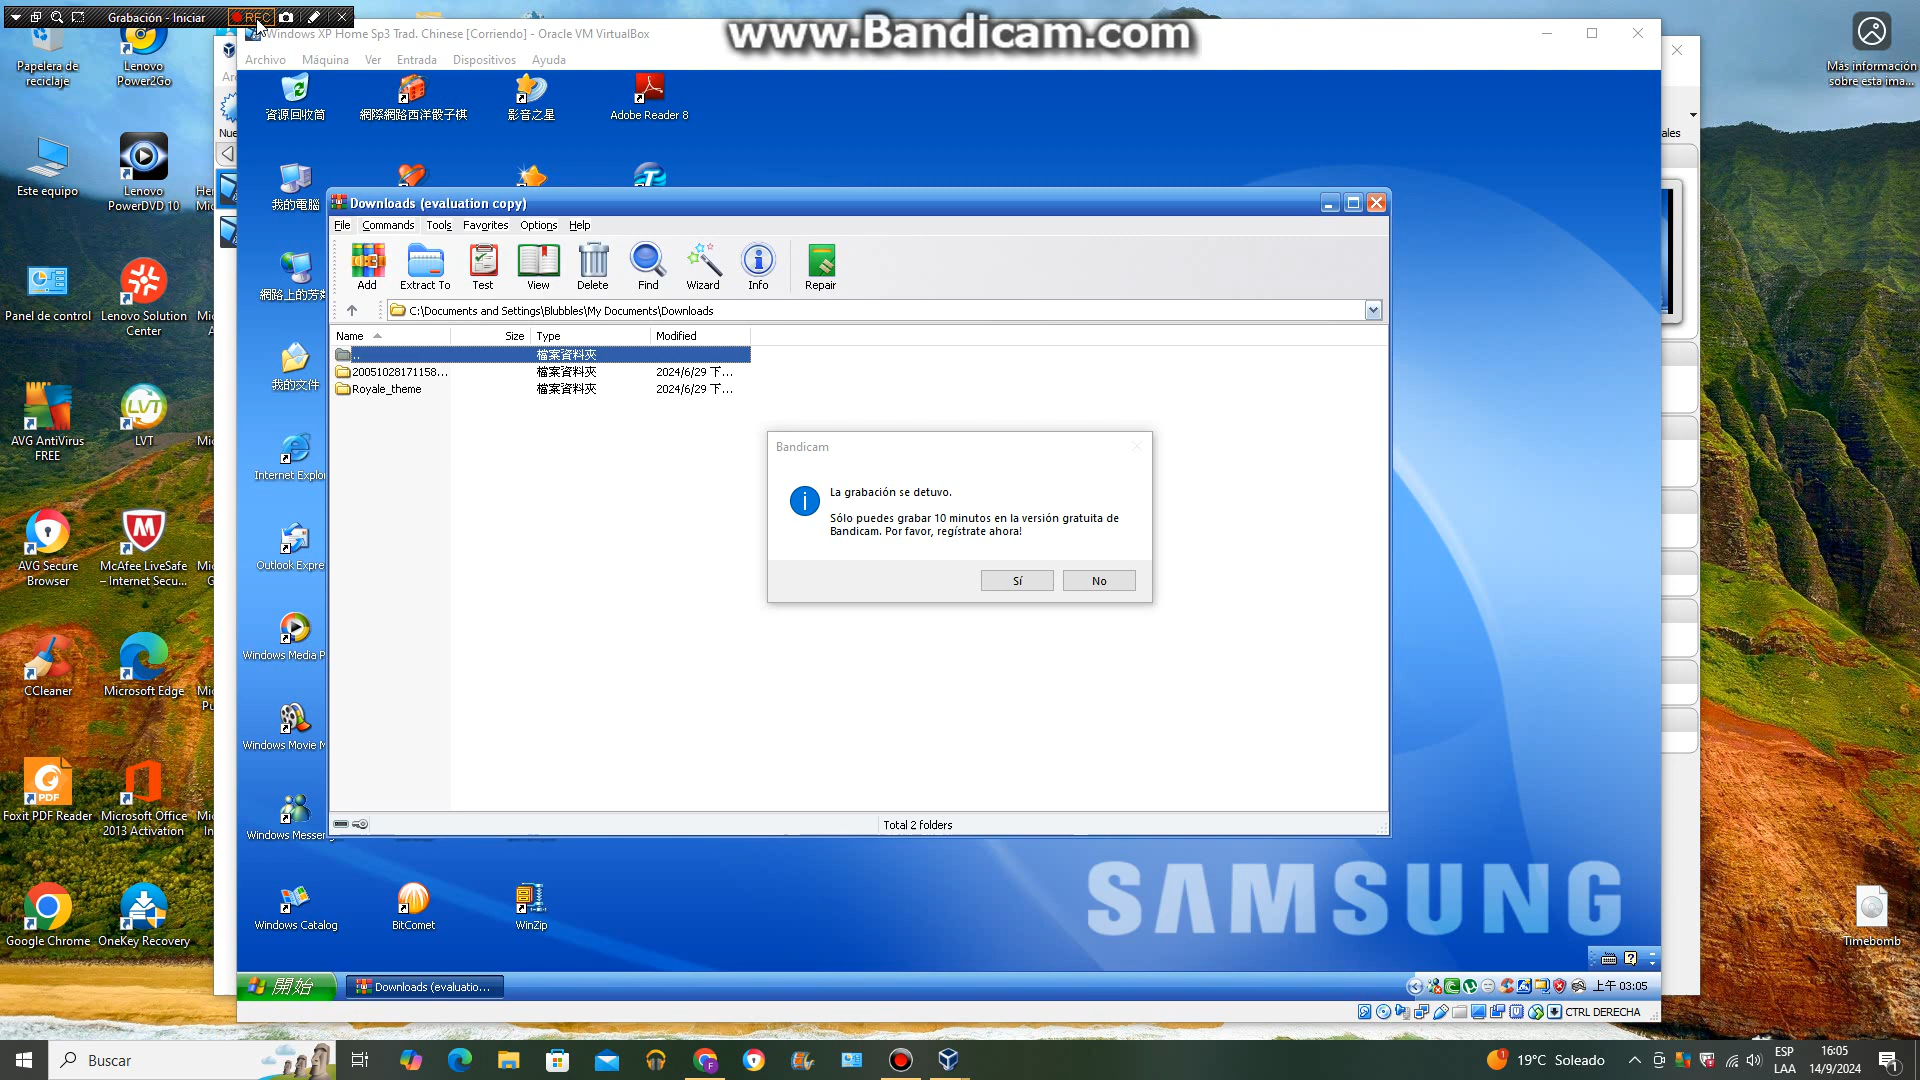 Grabación - Iniciar
REC
www.Bandicam.com
Windows XP Home Sp3 Trad. Chinese [Corriendo] - Oracle VM VirtualBox
Archivo Máquina Ver Entrada Dispositivos Ayuda
Papelera de
reciclaje
Lenovo
Power2Go
Más información
sobre esta ima...
資源回收筒
網際網路西洋骰子棋
影音之星
Adobe Reader 8
Nue
ales
Este equipo
Lenovo
PowerDVD 10
我的電腦
Downloads (evaluation copy)
File Commands Tools Favorites Options Help
Add Extract To Test View Delete Find Wizard Info Repair
C:\Documents and Settings\Blubbles\My Documents\Downloads
Name Size Type Modified
.. 檔案資料夾
20051028171158... 檔案資料夾 2024/6/29 下...
Royale_theme 檔案資料夾 2024/6/29 下...
Panel de control
Lenovo Solution
Center
網路上的芳
我的文件
AVG AntiVirus
FREE
LVT
Internet Explor
Bandicam
La grabación se detuvo.
Sólo puedes grabar 10 minutos en la versión gratuita de
Bandicam. Por favor, regístrate ahora!
Sí No
AVG Secure
Browser
McAfee LiveSafe
– Internet Secu...
Outlook Expre
Windows Media P
CCleaner
Microsoft Edge
Windows Movie M
Foxit PDF Reader
Microsoft Office
2013 Activation
Windows Messen
Total 2 folders
SAMSUNG
Windows Catalog
BitComet
WinZip
Google Chrome
OneKey Recovery
Timebomb
開始
Downloads (evaluatio...
上午 03:05
CTRL DERECHA
Buscar
19°C Soleado
ESP
LAA
16:05
14/9/2024